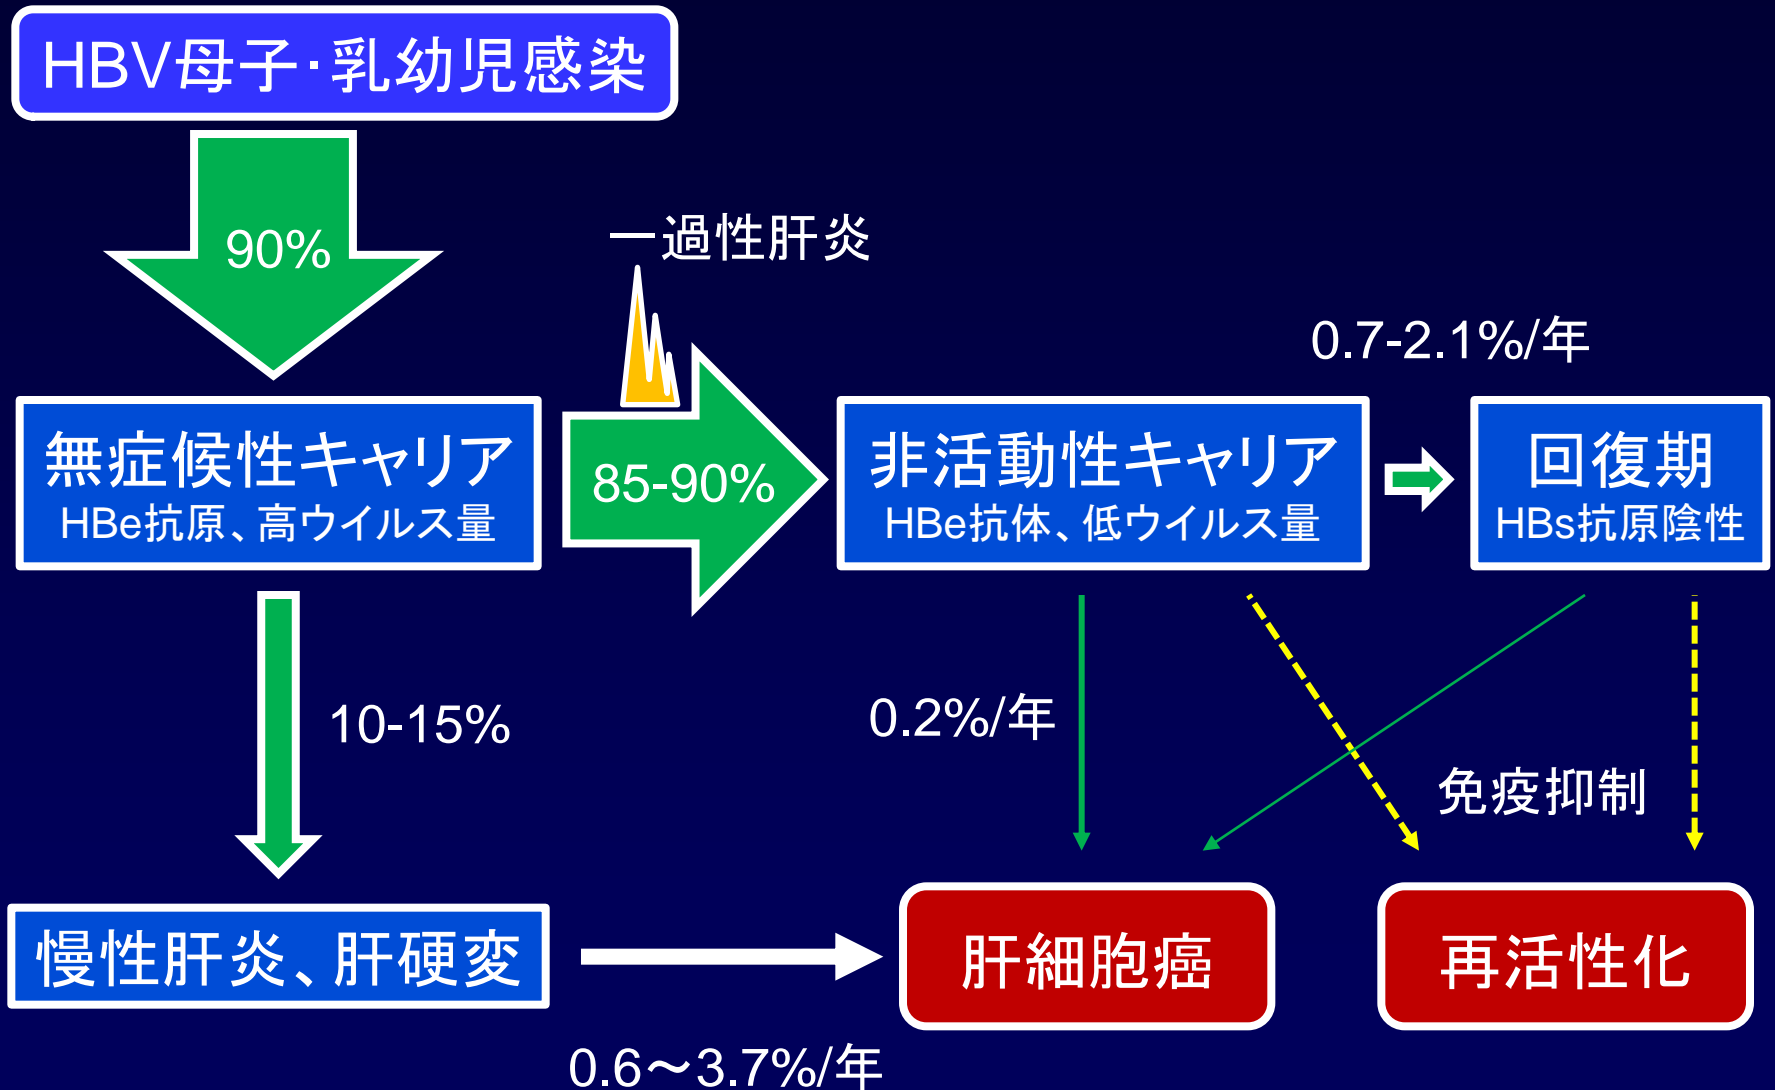 HBV母子・乳幼児感染
90%
一過性肝炎
0.7-2.1%/年
無症候性キャリア
HBe抗原、高ウイルス量
85-90%
非活動性キャリア
HBe抗体、低ウイルス量
回復期
HBs抗原陰性
10-15%
0.2%/年
免疫抑制
慢性肝炎、肝硬変
肝細胞癌
再活性化
0.6～3.7%/年